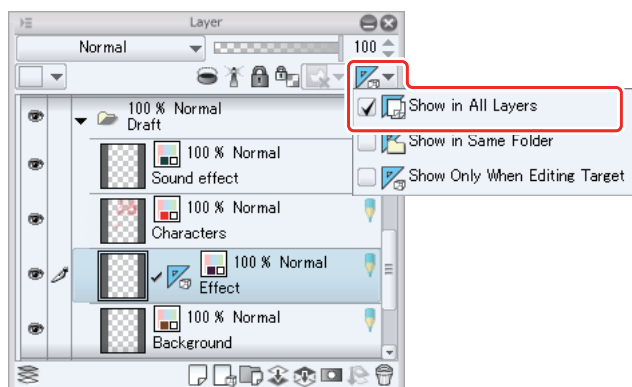 Layer
Normal
100
Show in All Layers
Show in Same Folder
Show Only When Editing Target
100 % Normal
Draft
100 % Normal
Sound effect
100 % Normal
Characters
100 % Normal
Effect
100 % Normal
Background